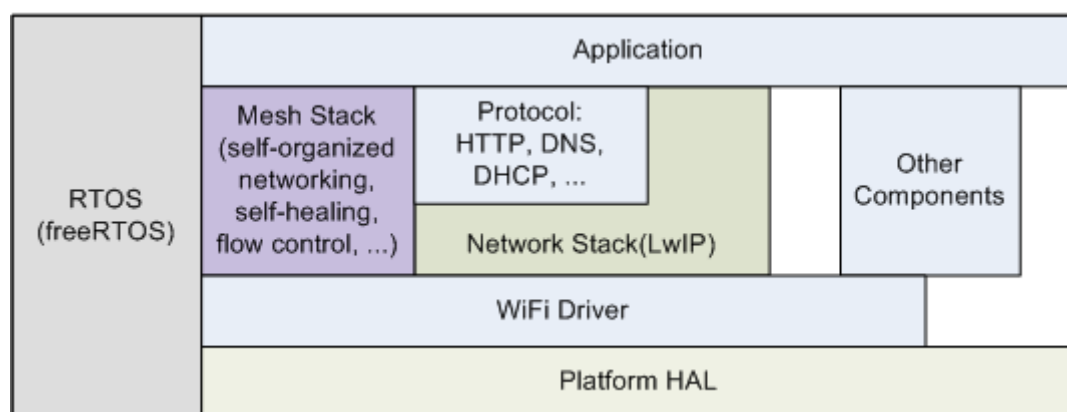 Application
RTOS
(freeRTOS)
Mesh Stack
(self-organized
networking,
self-healing,
flow control, ...)
Protocol:
HTTP, DNS,
DHCP, ...
Network Stack(LwIP)
Other
Components
WiFi Driver
Platform HAL